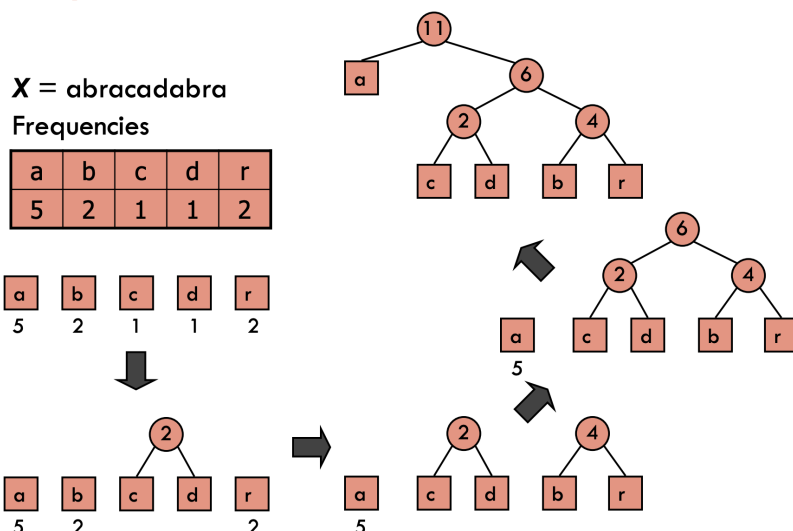 X = abracadabra
Frequencies
a b c d r
5 2 1 1 2
a b c d r
5 2 1 1 2
2
a b c d r
5 2 2
2 4
a c d b r
5
6
2 4
a c d b r
5
11
a 6
2 4
c d b r